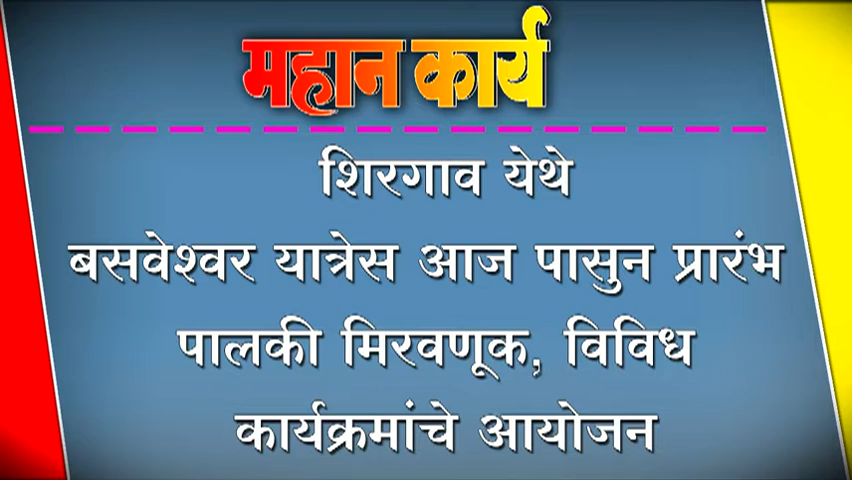 महान कार्य
शिरगाव येथे
बसवेश्वर यात्रेस आज पासुन प्रारंभ
पालकी मिरवणूक, विविध
कार्यक्रमांचे आयोजन